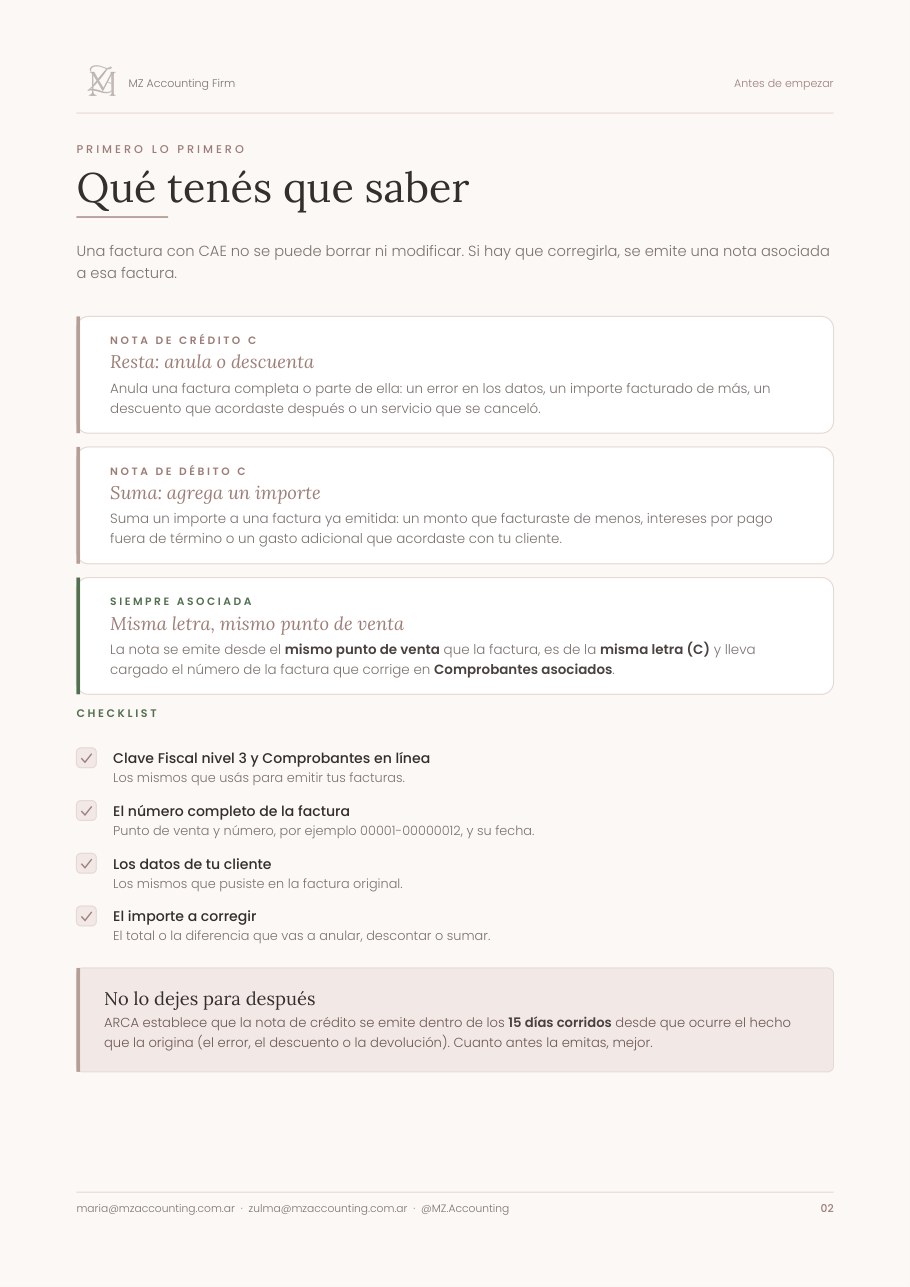 MZ Accounting Firm
Antes de empezar
PRIMERO LO PRIMERO
Qué tenés que saber
Una factura con CAE no se puede borrar ni modificar. Si hay que corregirla, se emite una nota asociada
a esa factura.
NOTA DE CRÉDITO C
Resta: anula o descuenta
Anula una factura completa o parte de ella: un error en los datos, un importe facturado de más, un
descuento que acordaste después o un servicio que se canceló.
NOTA DE DÉBITO C
Suma: agrega un importe
Suma un importe a una factura ya emitida: un monto que facturaste de menos, intereses por pago
fuera de término o un gasto adicional que acordaste con tu cliente.
SIEMPRE ASOCIADA
Misma letra, mismo punto de venta
La nota se emite desde el mismo punto de venta que la factura, es de la misma letra (C) y lleva
cargado el número de la factura que corrige en Comprobantes asociados.
CHECKLIST
Clave Fiscal nivel 3 y Comprobantes en línea
Los mismos que usás para emitir tus facturas.
El número completo de la factura
Punto de venta y número, por ejemplo 00001-00000012, y su fecha.
Los datos de tu cliente
Los mismos que pusiste en la factura original.
El importe a corregir
El total o la diferencia que vas a anular, descontar o sumar.
No lo dejes para después
ARCA establece que la nota de crédito se emite dentro de los 15 días corridos desde que ocurre el hecho
que la origina (el error, el descuento o la devolución). Cuanto antes la emitas, mejor.
maria@mzaccounting.com.ar · zulma@mzaccounting.com.ar · @MZ.Accounting
02